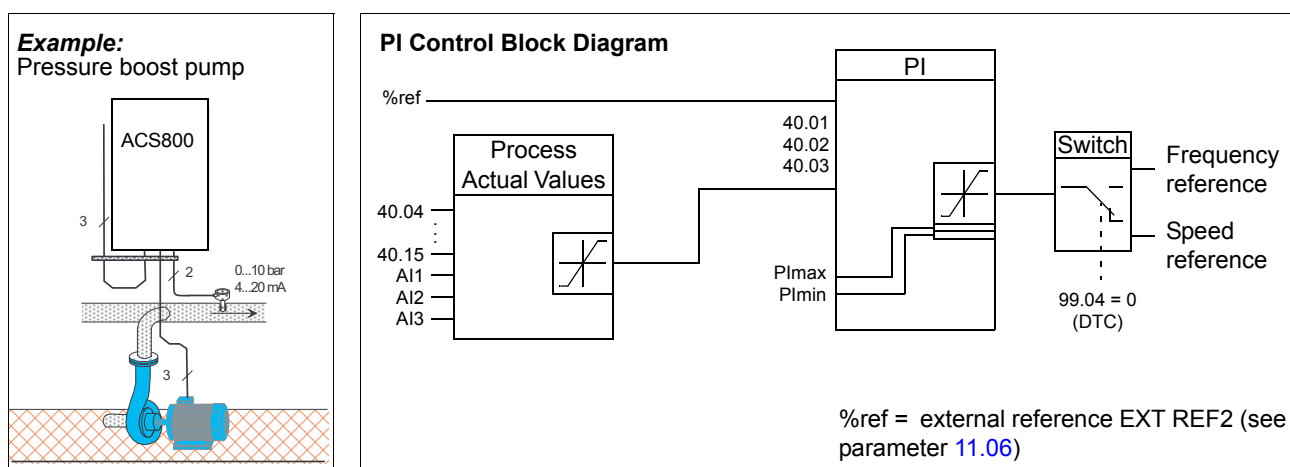 Example:
Pressure boost pump
ACS800
3
2
0...10 bar
4...20 mA
3
PI Control Block Diagram
%ref
PI
40.01
40.02
40.03
Process
Actual Values
40.04
40.15
AI1
AI2
AI3
PImax
PImin
Switch
Frequency
reference
Speed
reference
99.04 = 0
(DTC)
%ref = external reference EXT REF2 (see
parameter 11.06)